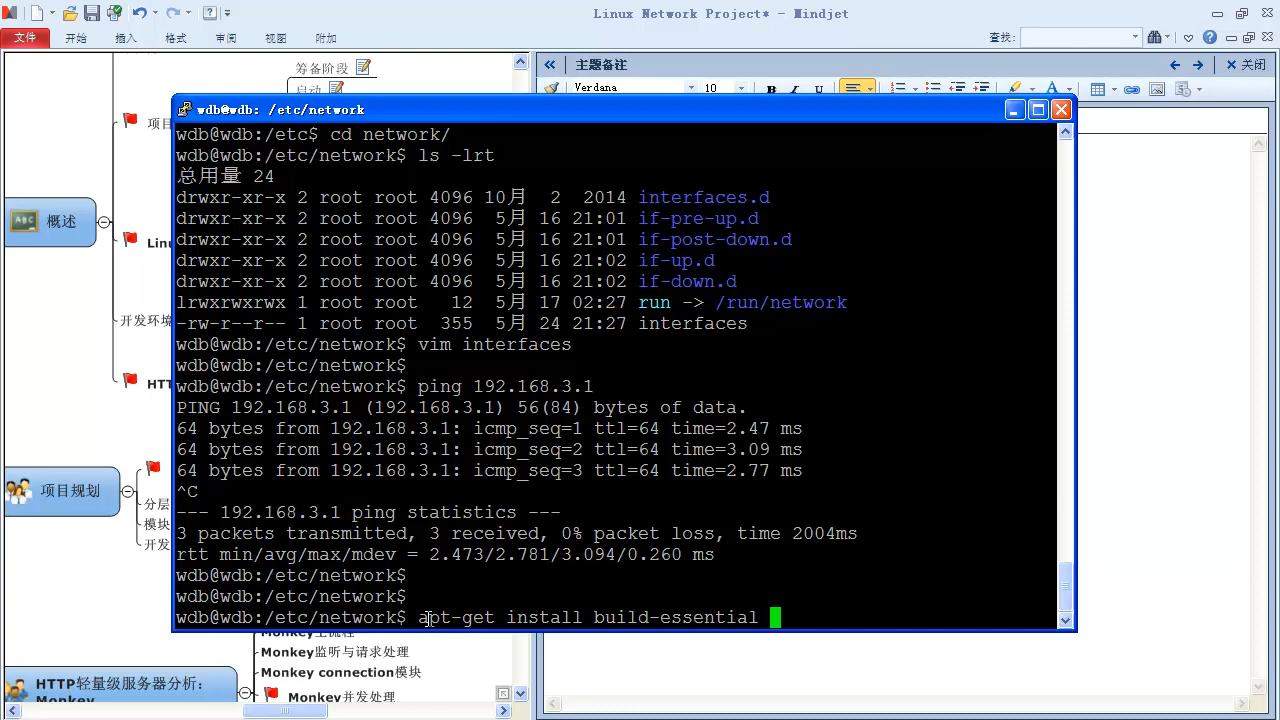 Linux Network Project* - Mindjet
文件 开始 插入 格式 审阅 视图 附加 查找:
筹备阶段
启动
主题备注
关闭
Verdana 10 B I U A
wdb@wdb: /etc/network
wdb@wdb:/etc$ cd network/
wdb@wdb:/etc/network$ ls -lrt
总用量 24
drwxr-xr-x 2 root root 4096 10月  2  2014 interfaces.d
drwxr-xr-x 2 root root 4096  5月 16 21:01 if-pre-up.d
drwxr-xr-x 2 root root 4096  5月 16 21:01 if-post-down.d
drwxr-xr-x 2 root root 4096  5月 16 21:02 if-up.d
drwxr-xr-x 2 root root 4096  5月 16 21:02 if-down.d
lrwxrwxrwx 1 root root   12  5月 17 02:27 run -> /run/network
-rw-r--r-- 1 root root  355  5月 24 21:27 interfaces
wdb@wdb:/etc/network$ vim interfaces
wdb@wdb:/etc/network$
wdb@wdb:/etc/network$ ping 192.168.3.1
PING 192.168.3.1 (192.168.3.1) 56(84) bytes of data.
64 bytes from 192.168.3.1: icmp_seq=1 ttl=64 time=2.47 ms
64 bytes from 192.168.3.1: icmp_seq=2 ttl=64 time=3.09 ms
64 bytes from 192.168.3.1: icmp_seq=3 ttl=64 time=2.77 ms
^C
--- 192.168.3.1 ping statistics ---
3 packets transmitted, 3 received, 0% packet loss, time 2004ms
rtt min/avg/max/mdev = 2.473/2.781/3.094/0.260 ms
wdb@wdb:/etc/network$
wdb@wdb:/etc/network$
wdb@wdb:/etc/network$ apt-get install build-essential
项目
ABC
概述
Linu
开发环境
HTT
项目规划
分层
模块
开发
Monkey主流程
Monkey监听与请求处理
Monkey connection模块
Monkey并发处理
HTTP轻量级服务器分析:
Monkey